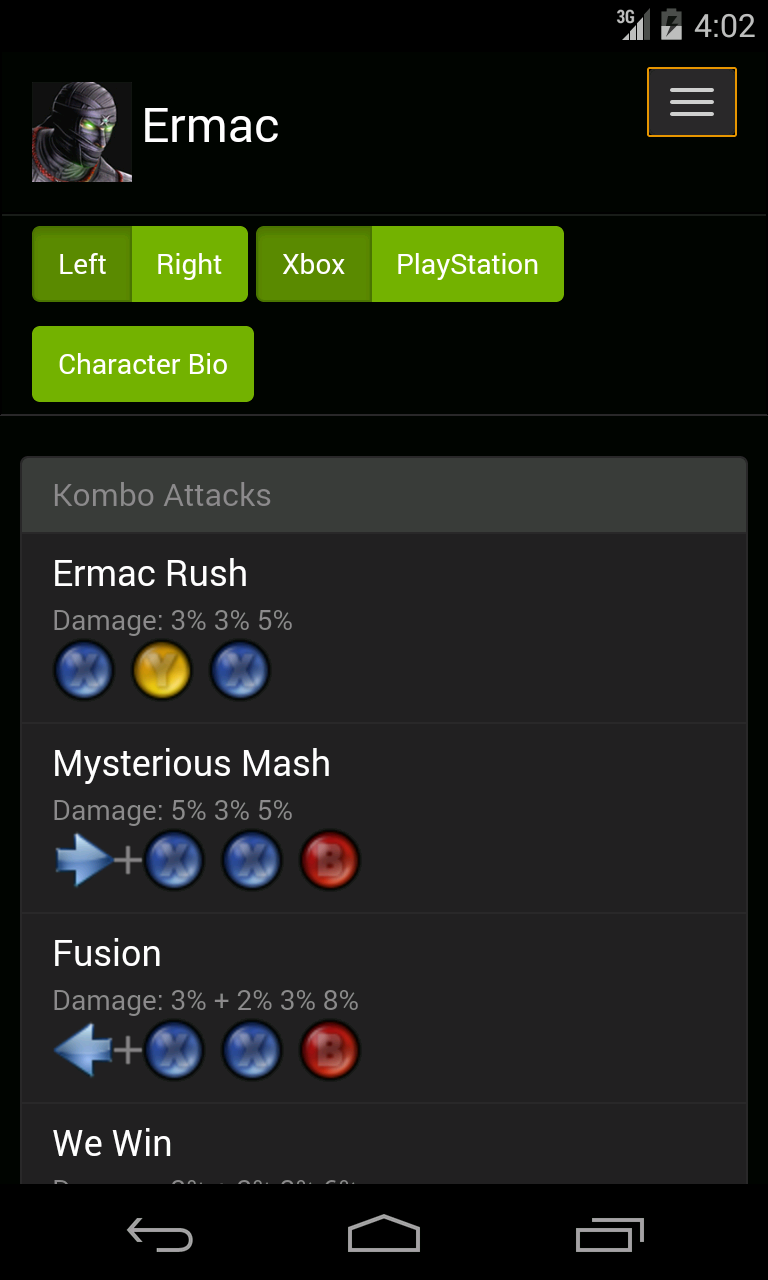 3G 4:02
Ermac
Left Right Xbox PlayStation
Character Bio
Kombo Attacks
Ermac Rush
Damage: 3% 3% 5%
X Y X
Mysterious Mash
Damage: 5% 3% 5%
+ X X B
Fusion
Damage: 3% + 2% 3% 8%
+ X X B
We Win